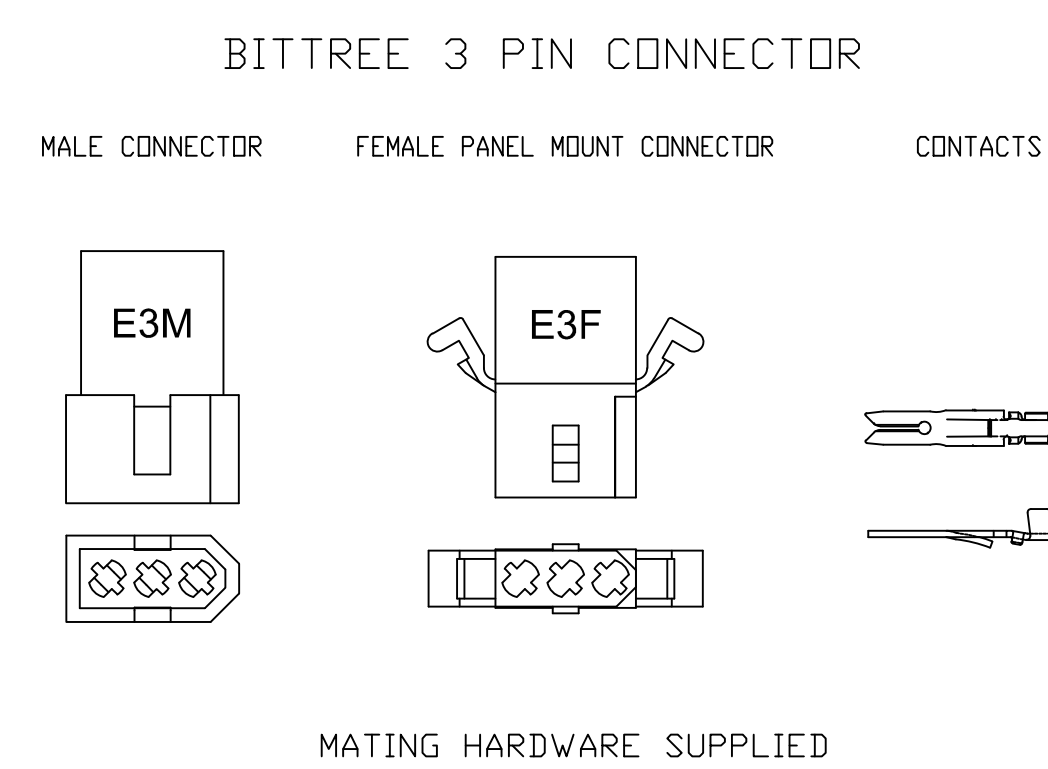 BITTREE 3 PIN CONNECTOR
MALE CONNECTOR
FEMALE PANEL MOUNT CONNECTOR
CONTACTS
E3M
E3F
MATING HARDWARE SUPPLIED